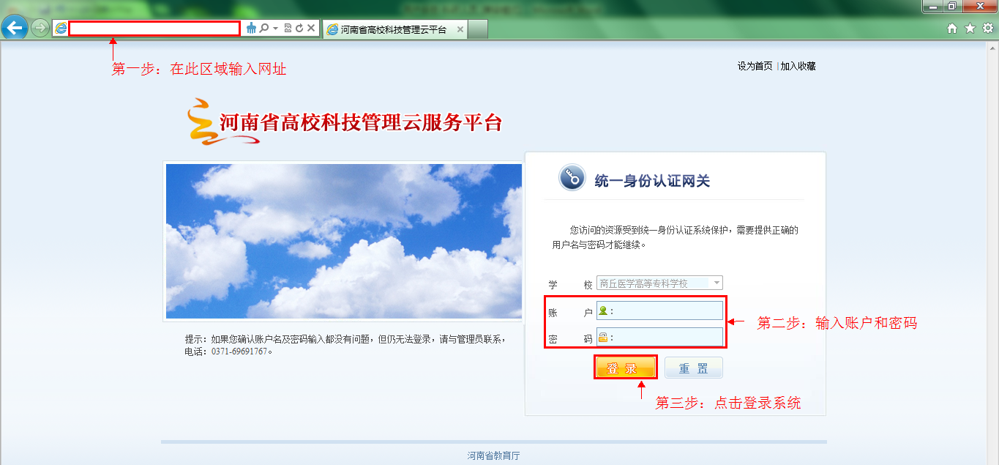 河南省高校科技管理云平台
第一步：在此区域输入网址
设为首页 |加入收藏
河南省高校科技管理云服务平台
统一身份认证网关
您访问的资源受到统一身份认证系统保护，需要提供正确的
用户名与密码才能继续。
学 校 商丘医学高等专科学校
账 户 ：
第二步：输入账户和密码
密 码 ：
提示：如果您确认账户名及密码输入都没有问题，但仍无法登录，请与管理员联系，
电话：0371-69691767。
登 录 重 置
第三步：点击登录系统
河南省教育厅